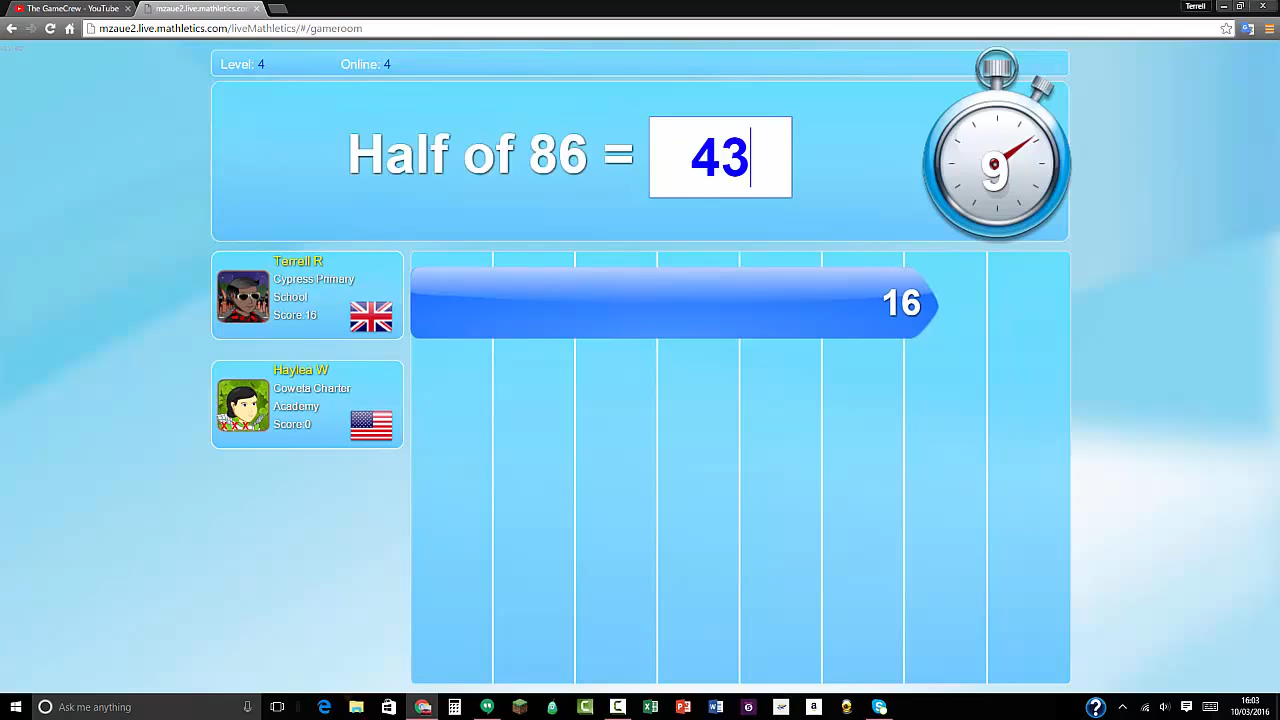 The GameCrew - YouTube
mzaue2.live.mathletics.com
Terrell
mzaue2.live.mathletics.com/liveMathletics/#/gameroom
Level: 4
Online: 4
Half of 86 = 43
9
Terrell R
Cypress Primary
School
Score:16
16
Haylea W
Coweta Charter
Academy
Score:0
Ask me anything
16:03
10/03/2016